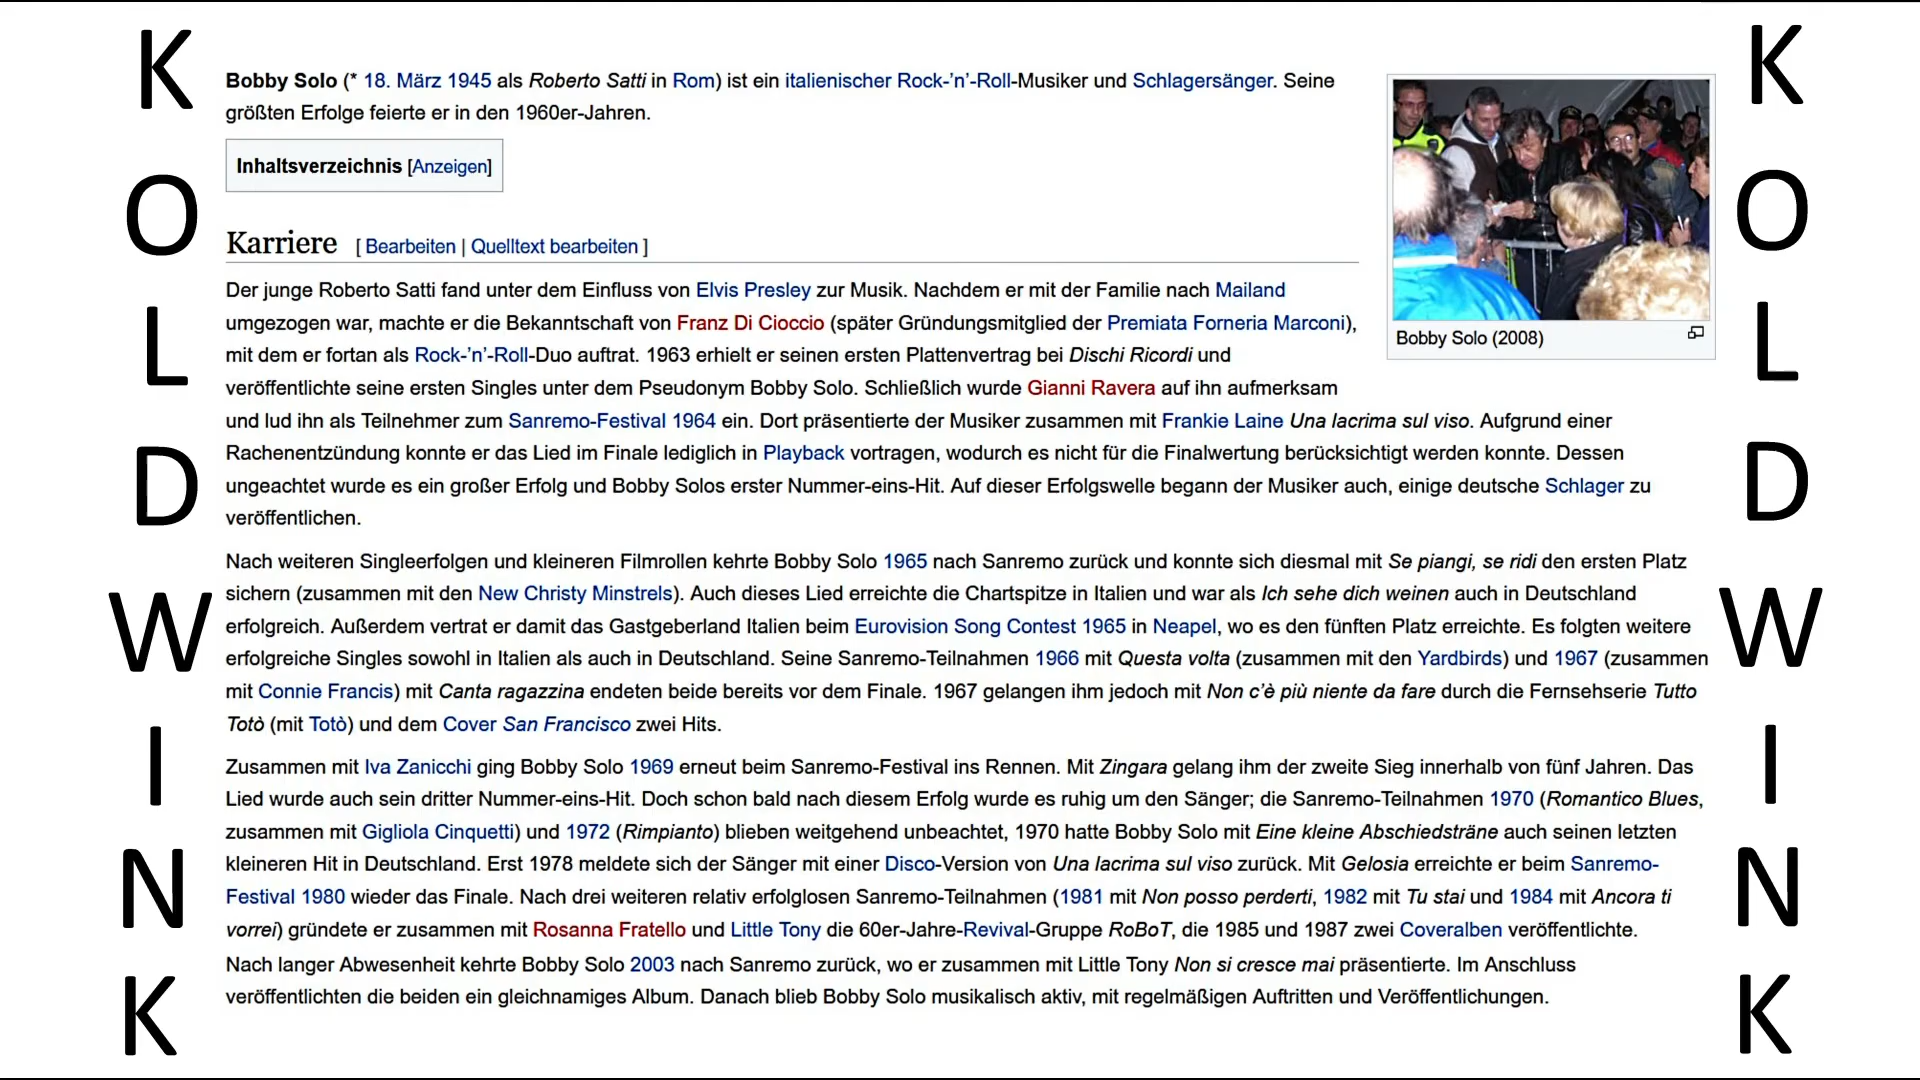 KOLDWINK
Bobby Solo (* 18. März 1945 als Roberto Satti in Rom) ist ein italienischer Rock-’n’-Roll-Musiker und Schlagersänger. Seine
größten Erfolge feierte er in den 1960er-Jahren.
Inhaltsverzeichnis [Anzeigen]
Karriere [ Bearbeiten | Quelltext bearbeiten ]
Der junge Roberto Satti fand unter dem Einfluss von Elvis Presley zur Musik. Nachdem er mit der Familie nach Mailand
umgezogen war, machte er die Bekanntschaft von Franz Di Cioccio (später Gründungsmitglied der Premiata Forneria Marconi),
mit dem er fortan als Rock-’n’-Roll-Duo auftrat. 1963 erhielt er seinen ersten Plattenvertrag bei Dischi Ricordi und
veröffentlichte seine ersten Singles unter dem Pseudonym Bobby Solo. Schließlich wurde Gianni Ravera auf ihn aufmerksam
und lud ihn als Teilnehmer zum Sanremo-Festival 1964 ein. Dort präsentierte der Musiker zusammen mit Frankie Laine Una lacrima sul viso. Aufgrund einer
Rachenentzündung konnte er das Lied im Finale lediglich in Playback vortragen, wodurch es nicht für die Finalwertung berücksichtigt werden konnte. Dessen
ungeachtet wurde es ein großer Erfolg und Bobby Solos erster Nummer-eins-Hit. Auf dieser Erfolgswelle begann der Musiker auch, einige deutsche Schlager zu
veröffentlichen.
Nach weiteren Singleerfolgen und kleineren Filmrollen kehrte Bobby Solo 1965 nach Sanremo zurück und konnte sich diesmal mit Se piangi, se ridi den ersten Platz
sichern (zusammen mit den New Christy Minstrels). Auch dieses Lied erreichte die Chartspitze in Italien und war als Ich sehe dich weinen auch in Deutschland
erfolgreich. Außerdem vertrat er damit das Gastgeberland Italien beim Eurovision Song Contest 1965 in Neapel, wo es den fünften Platz erreichte. Es folgten weitere
erfolgreiche Singles sowohl in Italien als auch in Deutschland. Seine Sanremo-Teilnahmen 1966 mit Questa volta (zusammen mit den Yardbirds) und 1967 (zusammen
mit Connie Francis) mit Canta ragazzina endeten beide bereits vor dem Finale. 1967 gelangen ihm jedoch mit Non c’è più niente da fare durch die Fernsehserie Tutto
Totò (mit Totò) und dem Cover San Francisco zwei Hits.
Zusammen mit Iva Zanicchi ging Bobby Solo 1969 erneut beim Sanremo-Festival ins Rennen. Mit Zingara gelang ihm der zweite Sieg innerhalb von fünf Jahren. Das
Lied wurde auch sein dritter Nummer-eins-Hit. Doch schon bald nach diesem Erfolg wurde es ruhig um den Sänger; die Sanremo-Teilnahmen 1970 (Romantico Blues,
zusammen mit Gigliola Cinquetti) und 1972 (Rimpianto) blieben weitgehend unbeachtet, 1970 hatte Bobby Solo mit Eine kleine Abschiedsträne auch seinen letzten
kleineren Hit in Deutschland. Erst 1978 meldete sich der Sänger mit einer Disco-Version von Una lacrima sul viso zurück. Mit Gelosia erreichte er beim Sanremo-
Festival 1980 wieder das Finale. Nach drei weiteren relativ erfolglosen Sanremo-Teilnahmen (1981 mit Non posso perderti, 1982 mit Tu stai und 1984 mit Ancora ti
vorrei) gründete er zusammen mit Rosanna Fratello und Little Tony die 60er-Jahre-Revival-Gruppe RoBoT, die 1985 und 1987 zwei Coveralben veröffentlichte.
Nach langer Abwesenheit kehrte Bobby Solo 2003 nach Sanremo zurück, wo er zusammen mit Little Tony Non si cresce mai präsentierte. Im Anschluss
veröffentlichten die beiden ein gleichnamiges Album. Danach blieb Bobby Solo musikalisch aktiv, mit regelmäßigen Auftritten und Veröffentlichungen.
Bobby Solo (2008)
KOLDWINK